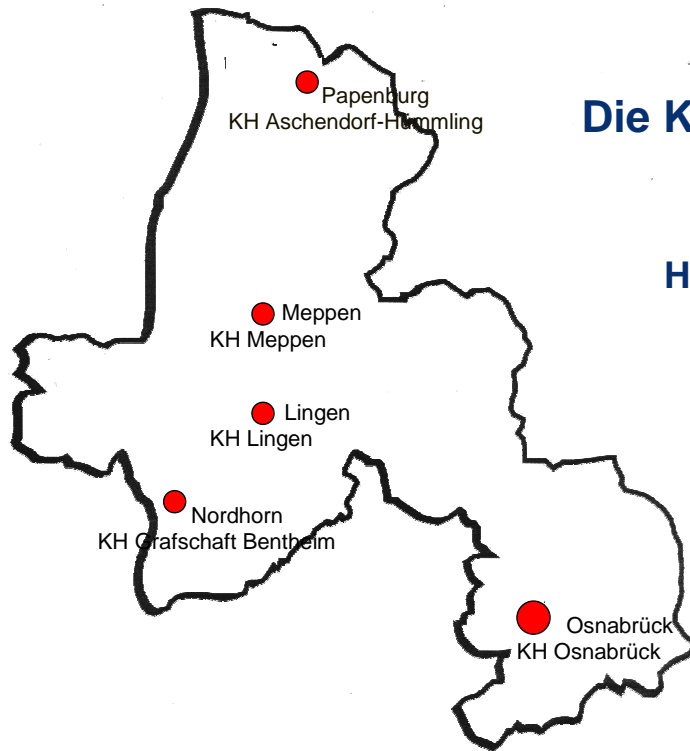 Papenburg
KH Aschendorf-Hümmling
Die K
H
Meppen
KH Meppen
Lingen
KH Lingen
Nordhorn
KH Grafschaft Bentheim
Osnabrück
KH Osnabrück